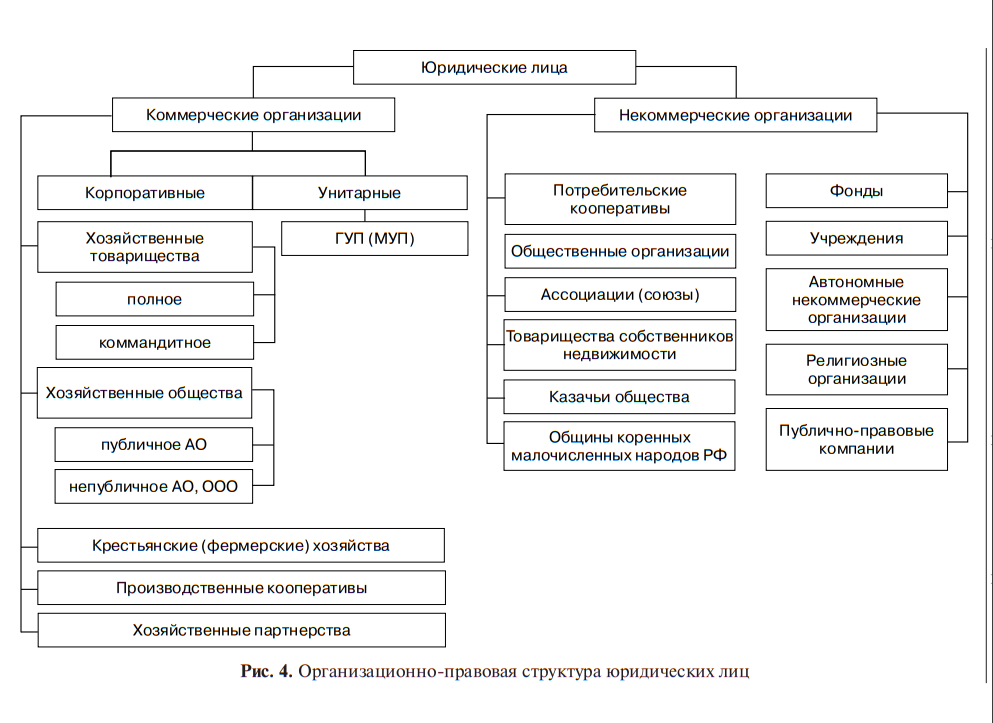 Юридические лица
Коммерческие организации
Некоммерческие организации
Корпоративные
Унитарные
Хозяйственные
товарищества
ГУП (МУП)
полное
коммандитное
Хозяйственные общества
публичное АО
непубличное АО, ООО
Крестьянские (фермерские) хозяйства
Производственные кооперативы
Хозяйственные партнерства
Потребительские
кооперативы
Общественные организации
Ассоциации (союзы)
Товарищества собственников
недвижимости
Казачьи общества
Общины коренных
малочисленных народов РФ
Фонды
Учреждения
Автономные
некоммерческие
организации
Религиозные
организации
Публично-правовые
компании
Рис. 4. Организационно-правовая структура юридических лиц